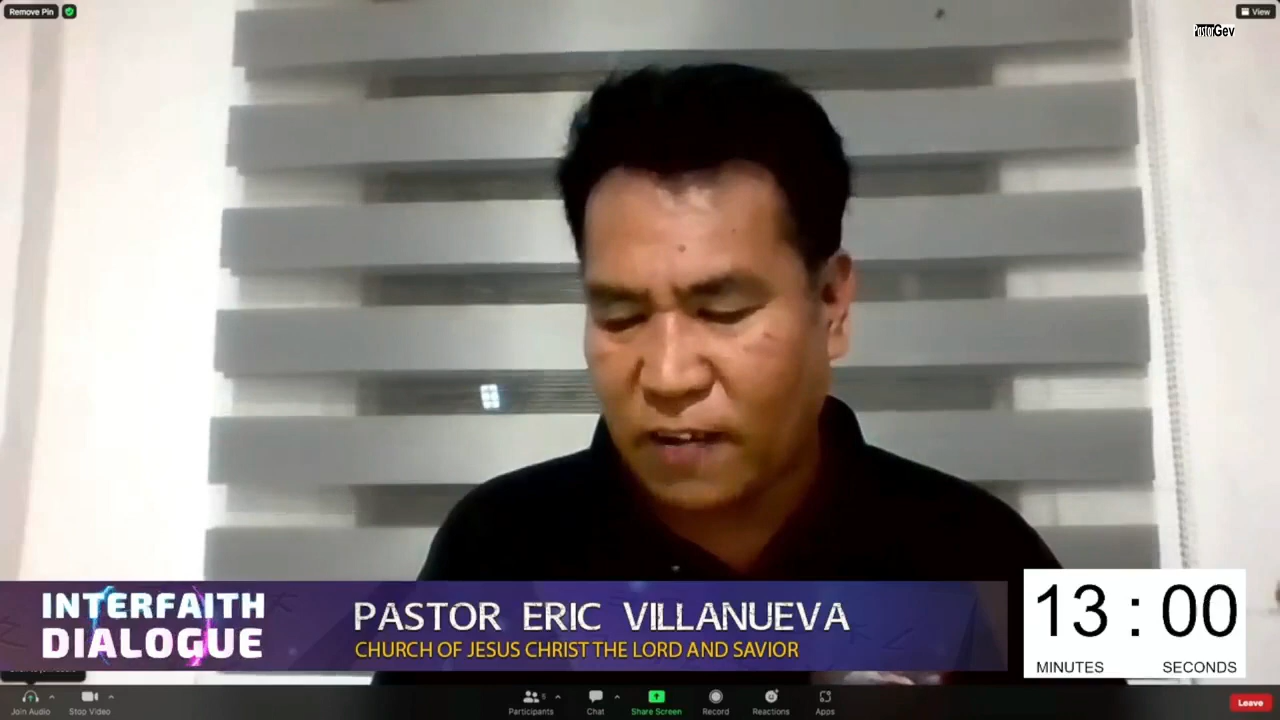 Remove Pin
View
PastorGev
INTERFAITH
DIALOGUE
PASTOR ERIC VILLANUEVA
CHURCH OF JESUS CHRIST THE LORD AND SAVIOR
13 : 00
MINUTES SECONDS
Join Audio
Stop Video
Participants
Chat
Share Screen
Record
Reactions
Apps
Leave